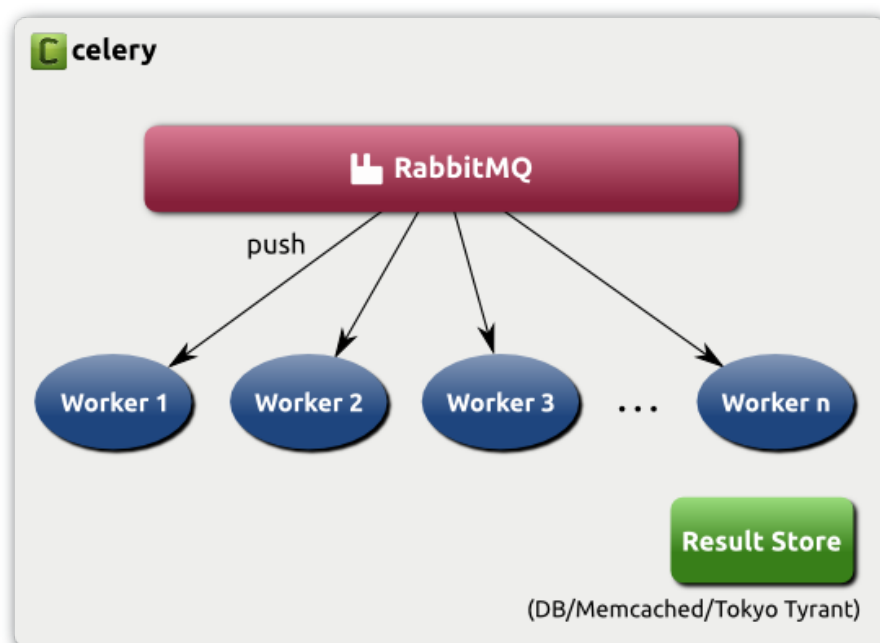 celery
RabbitMQ
push
Worker 1
Worker 2
Worker 3
...
Worker n
Result Store
(DB/Memcached/Tokyo Tyrant)